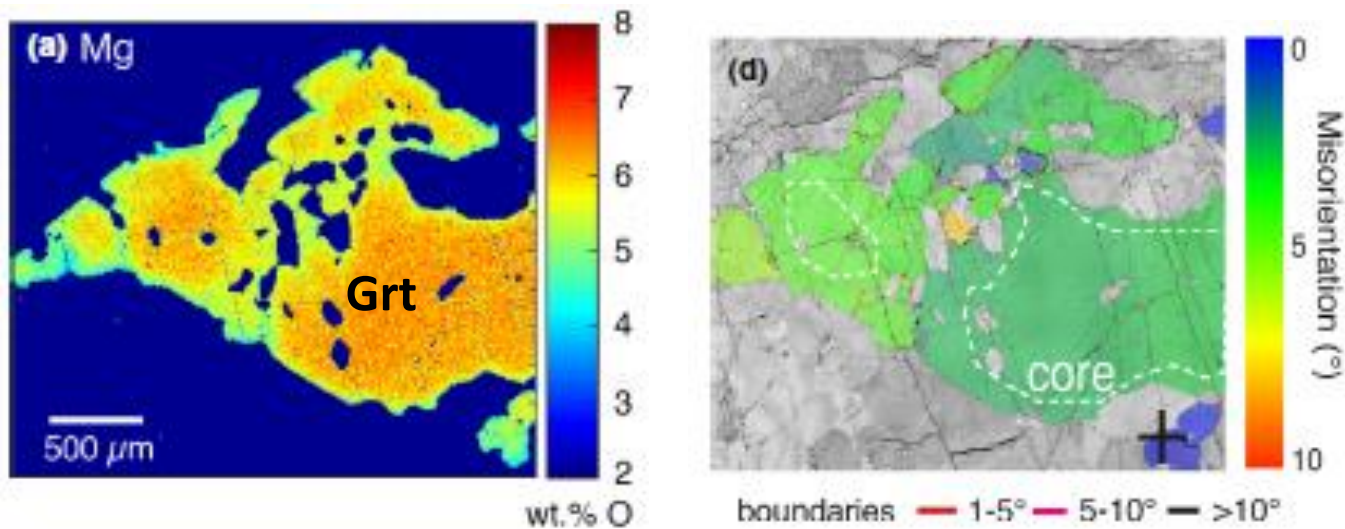 (a) Mg
Grt
500 µm
8
7
6
5
4
3
2
wt.% O
(d)
core
0
5
10
Misorientation (°)
boundaries 1-5° 5-10° >10°